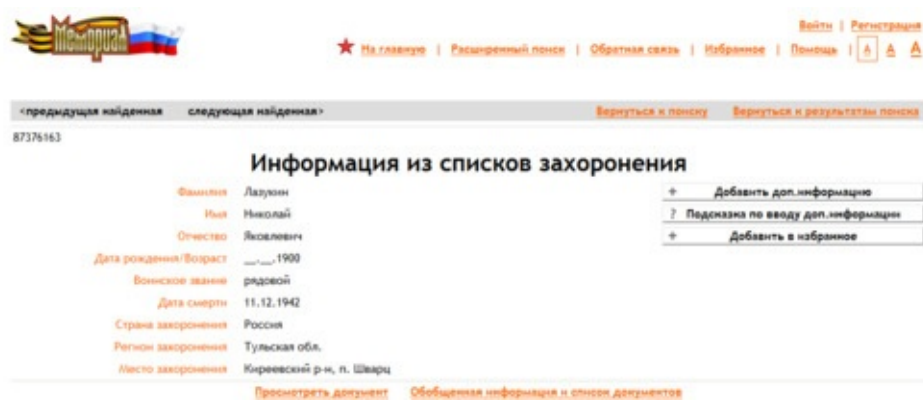 Мемориал
Войти | Регистрация
На главную | Расширенный поиск | Обратная связь | Избранное | Помощь | А А А
<предыдущая найденная следующая найденная> Вернуться к поиску Вернуться к результатам поиска
87376163
Информация из списков захоронения
Фамилия Лазукин
Имя Николай
Отчество Яковлевич
Дата рождения/Возраст __.__.1900
Воинское звание рядовой
Дата смерти 11.12.1942
Страна захоронения Россия
Регион захоронения Тульская обл.
Место захоронения Киреевский р-н, п. Шварц
+ Добавить доп.информацию
? Подсказка по вводу доп.информации
+ Добавить в избранное
Просмотреть документ Обобщенная информация и список документов